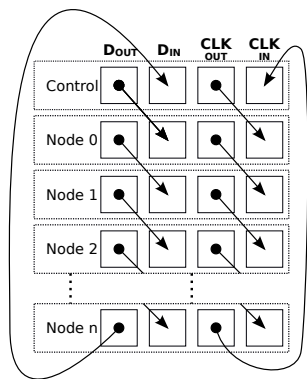 DOUT DIN CLK OUT CLK IN
Control
Node 0
Node 1
Node 2
Node n